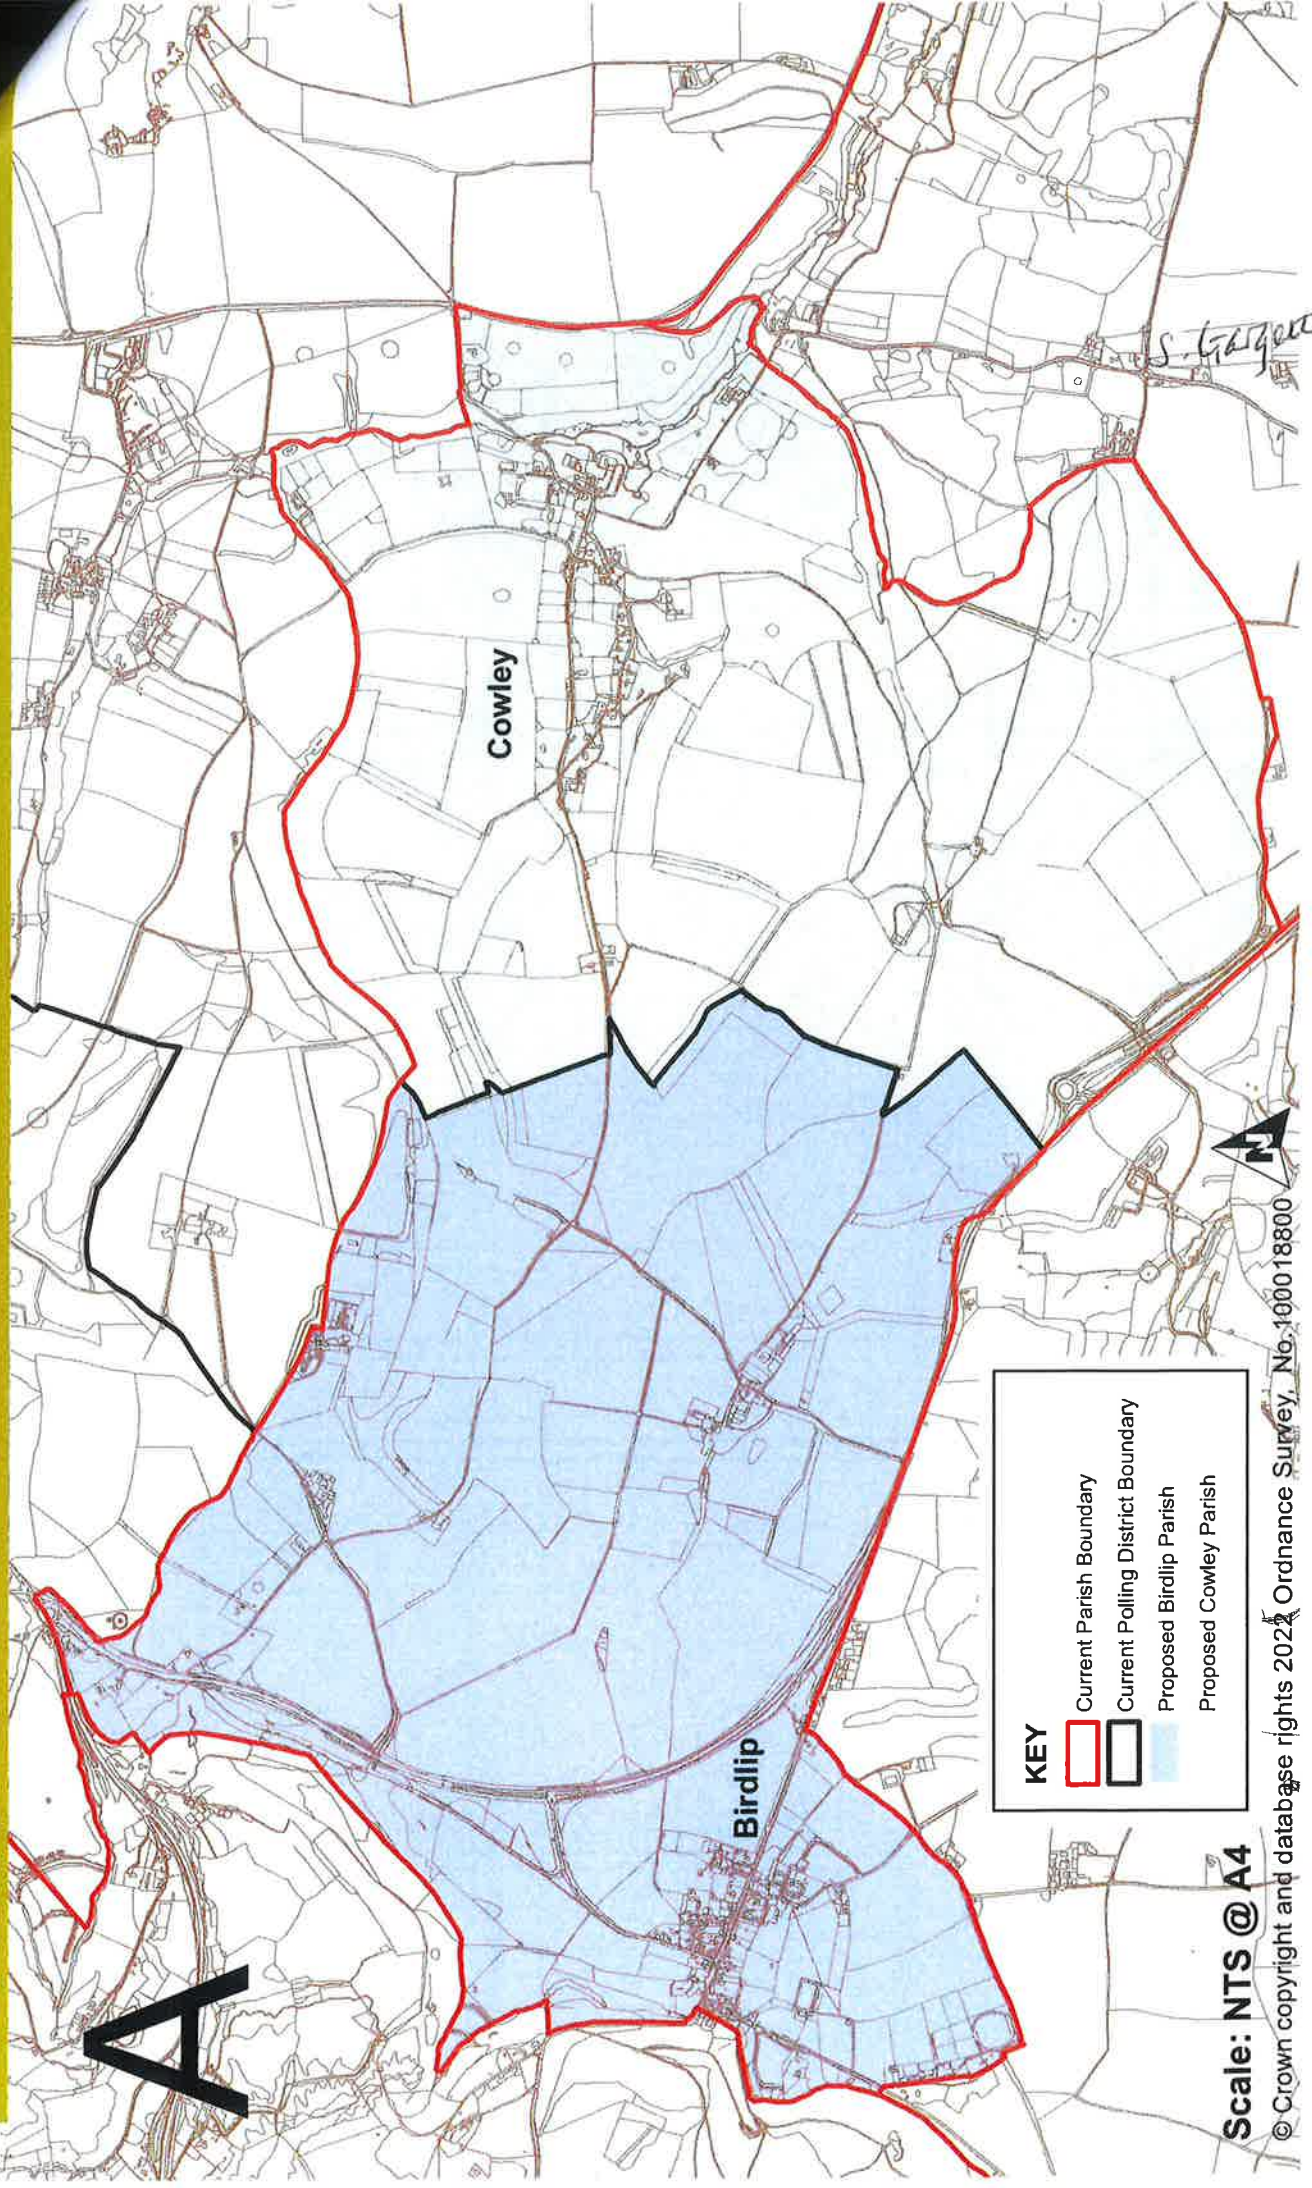 A
Cowley
Birdlip
KEY
Current Parish Boundary
Current Polling District Boundary
Proposed Birdlip Parish
Proposed Cowley Parish
Scale: NTS @ A4
N
© Crown copyright and database rights 2022 Ordnance Survey, No.100018800